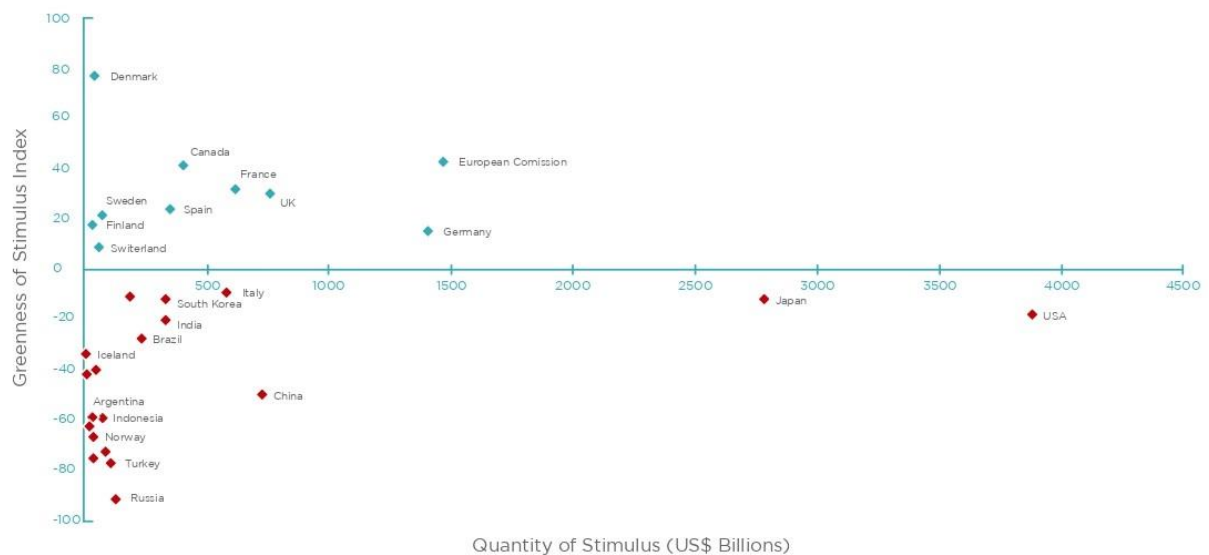 100
80
60
40
20
0
-20
-40
-60
-80
-100
Greenness of Stimulus Index
Denmark
Canada
European Comission
France
Sweden
Spain
UK
Finland
Germany
Switerland
500
1000
1500
2000
2500
3000
3500
4000
4500
Italy
South Korea
Japan
USA
India
Brazil
Iceland
China
Argentina
Indonesia
Norway
Turkey
Russia
Quantity of Stimulus (US$ Billions)